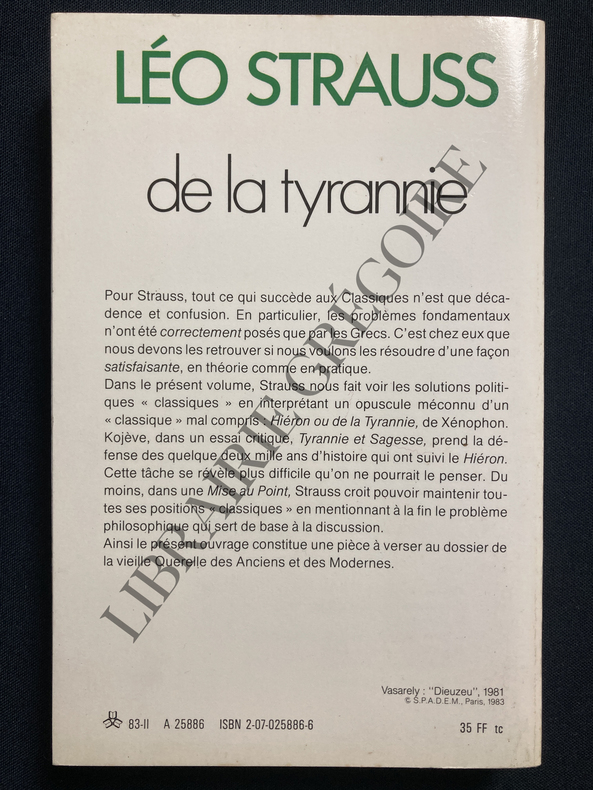 LÉO STRAUSS
de la tyrannie
Pour Strauss, tout ce qui succède aux Classiques n'est que déca-
dence et confusion. En particulier, les problèmes fondamentaux
n'ont été correctement posés que par les Grecs. C'est chez eux que
nous devons les retrouver si nous voulons les résoudre d'une façon
satisfaisante, en théorie comme en pratique.
Dans le présent volume, Strauss nous fait voir les solutions politi-
ques « classiques » en interprétant un opuscule méconnu d'un
« classique » mal compris : Hiéron ou de la Tyrannie, de Xénophon.
Kojève, dans un essai critique, Tyrannie et Sagesse, prend la dé-
fense des quelque deux mille ans d'histoire qui ont suivi le Hiéron.
Cette tâche se révèle plus difficile qu'on ne pourrait le penser. Du
moins, dans une Mise au Point, Strauss croit pouvoir maintenir tou-
tes ses positions « classiques » en mentionnant à la fin le problème
philosophique qui sert de base à la discussion.
Ainsi le présent ouvrage constitue une pièce à verser au dossier de
la vieille Querelle des Anciens et des Modernes.
LIBRAIRIE GRÉGOIRE
Vasarely : "Dieuzeu", 1981
© S.P.A.D.E.M., Paris, 1983
83-II A 25886 ISBN 2-07-025886-6 35 FF tc